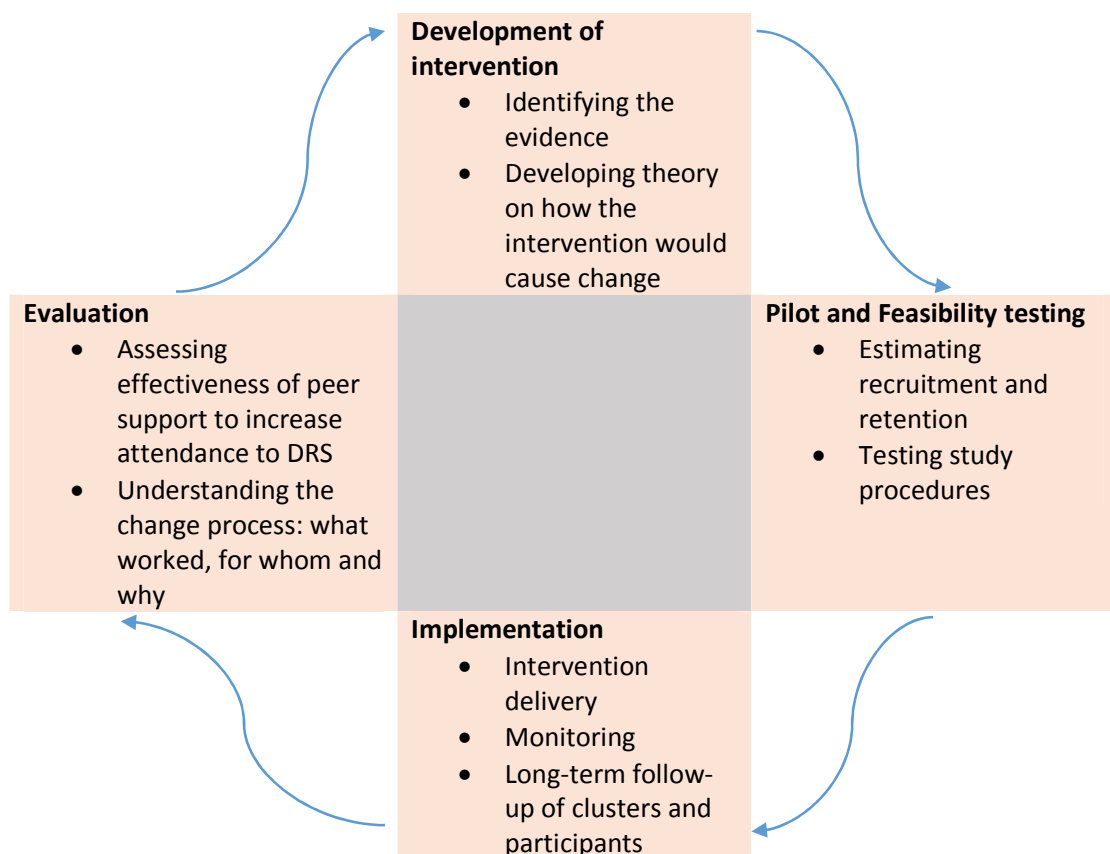 Development of
intervention
• Identifying the
evidence
• Developing theory
on how the
intervention would
cause change
Evaluation
• Assessing
effectiveness of peer
support to increase
attendance to DRS
• Understanding the
change process: what
worked, for whom and
why
Pilot and Feasibility testing
• Estimating
recruitment and
retention
• Testing study
procedures
Implementation
• Intervention
delivery
• Monitoring
• Long-term follow-
up of clusters and
participants